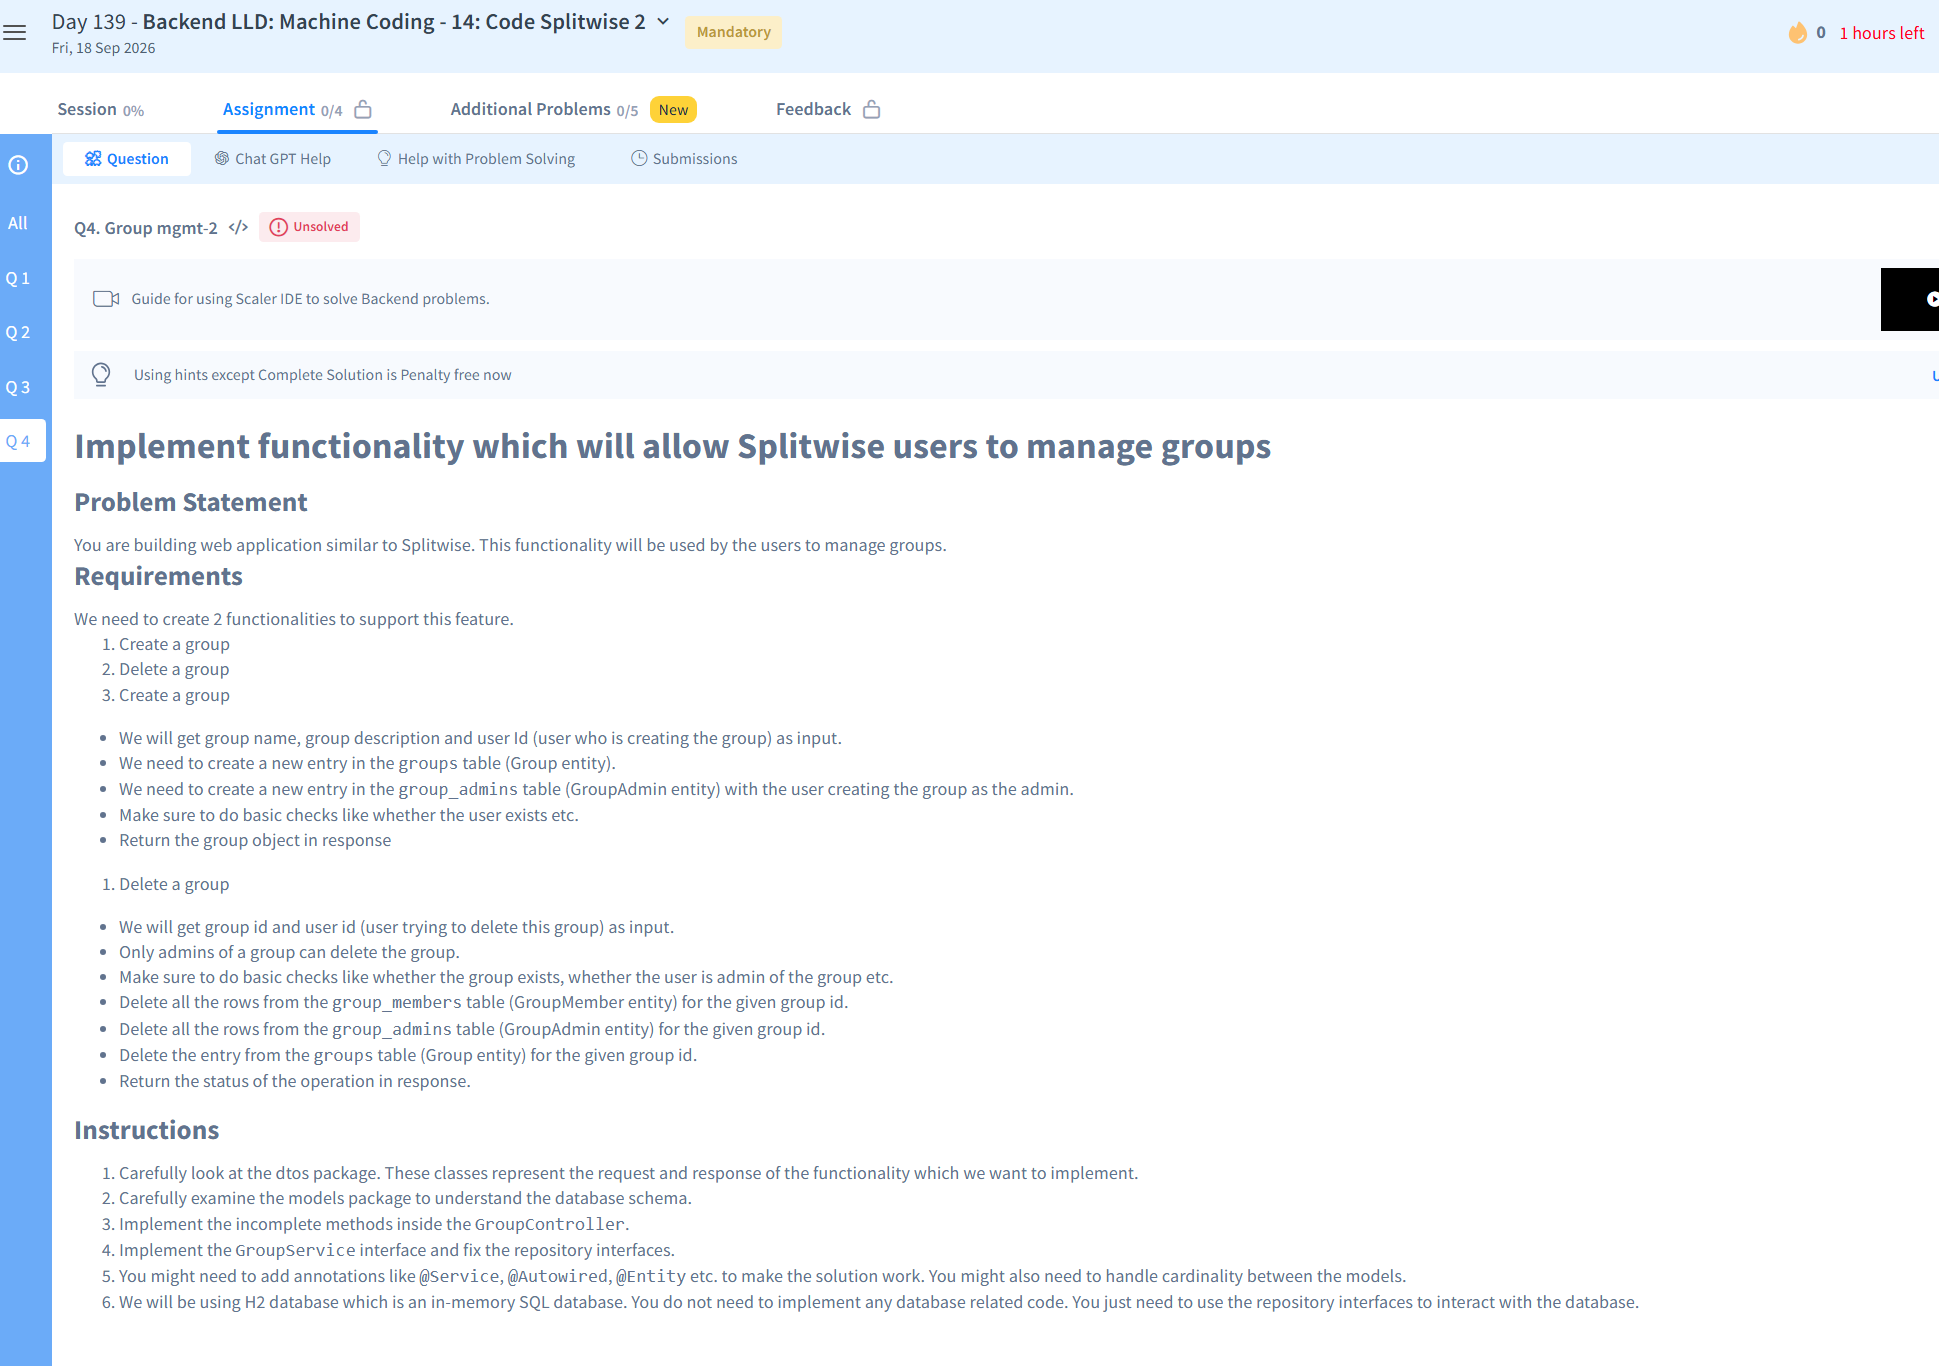 Day 139 - Backend LLD: Machine Coding - 14: Code Splitwise 2
Mandatory
0 1 hours left
Fri, 18 Sep 2026
Session 0%
Assignment 0/4
Additional Problems 0/5 New
Feedback
Question
Chat GPT Help
Help with Problem Solving
Submissions
All
Q 1
Q 2
Q 3
Q 4
Q4. Group mgmt-2 </> Unsolved
Guide for using Scaler IDE to solve Backend problems.
Using hints except Complete Solution is Penalty free now
Implement functionality which will allow Splitwise users to manage groups
Problem Statement
You are building web application similar to Splitwise. This functionality will be used by the users to manage groups.
Requirements
We need to create 2 functionalities to support this feature.
1. Create a group
2. Delete a group
3. Create a group
• We will get group name, group description and user Id (user who is creating the group) as input.
• We need to create a new entry in the groups table (Group entity).
• We need to create a new entry in the group_admins table (GroupAdmin entity) with the user creating the group as the admin.
• Make sure to do basic checks like whether the user exists etc.
• Return the group object in response
1. Delete a group
• We will get group id and user id (user trying to delete this group) as input.
• Only admins of a group can delete the group.
• Make sure to do basic checks like whether the group exists, whether the user is admin of the group etc.
• Delete all the rows from the group_members table (GroupMember entity) for the given group id.
• Delete all the rows from the group_admins table (GroupAdmin entity) for the given group id.
• Delete the entry from the groups table (Group entity) for the given group id.
• Return the status of the operation in response.
Instructions
1. Carefully look at the dtos package. These classes represent the request and response of the functionality which we want to implement.
2. Carefully examine the models package to understand the database schema.
3. Implement the incomplete methods inside the GroupController.
4. Implement the GroupService interface and fix the repository interfaces.
5. You might need to add annotations like @Service, @Autowired, @Entity etc. to make the solution work. You might also need to handle cardinality between the models.
6. We will be using H2 database which is an in-memory SQL database. You do not need to implement any database related code. You just need to use the repository interfaces to interact with the database.